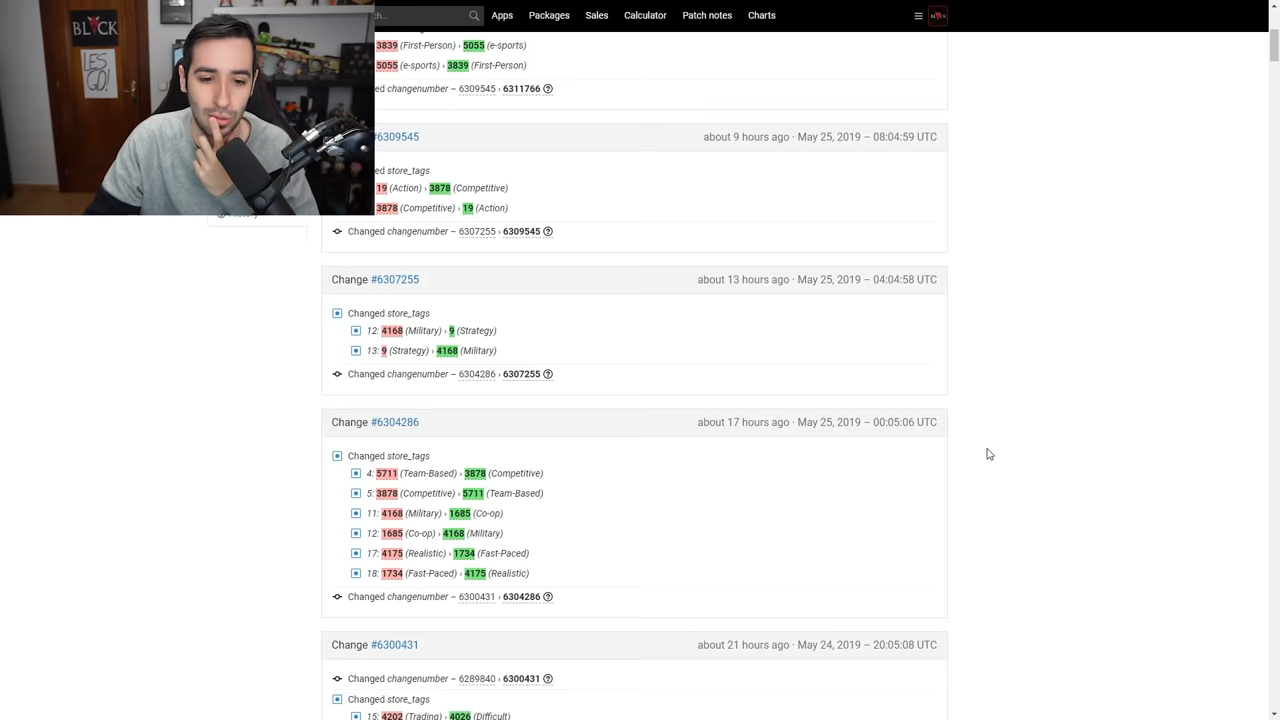 BLVCK
LES
GO!
ch...
Apps
Packages
Sales
Calculator
Patch notes
Charts
3839 (First-Person) › 5055 (e-sports)
5055 (e-sports) › 3839 (First-Person)
ed changenumber – 6309545 › 6311766
#6309545
about 9 hours ago · May 25, 2019 – 08:04:59 UTC
ed store_tags
19 (Action) › 3878 (Competitive)
3878 (Competitive) › 19 (Action)
History
Changed changenumber – 6307255 › 6309545
Change #6307255
about 13 hours ago · May 25, 2019 – 04:04:58 UTC
Changed store_tags
12: 4168 (Military) › 9 (Strategy)
13: 9 (Strategy) › 4168 (Military)
Changed changenumber – 6304286 › 6307255
Change #6304286
about 17 hours ago · May 25, 2019 – 00:05:06 UTC
Changed store_tags
4: 5711 (Team-Based) › 3878 (Competitive)
5: 3878 (Competitive) › 5711 (Team-Based)
11: 4168 (Military) › 1685 (Co-op)
12: 1685 (Co-op) › 4168 (Military)
17: 4175 (Realistic) › 1734 (Fast-Paced)
18: 1734 (Fast-Paced) › 4175 (Realistic)
Changed changenumber – 6300431 › 6304286
Change #6300431
about 21 hours ago · May 24, 2019 – 20:05:08 UTC
Changed changenumber – 6289840 › 6300431
Changed store_tags
15: 4202 (Trading) › 4026 (Difficult)